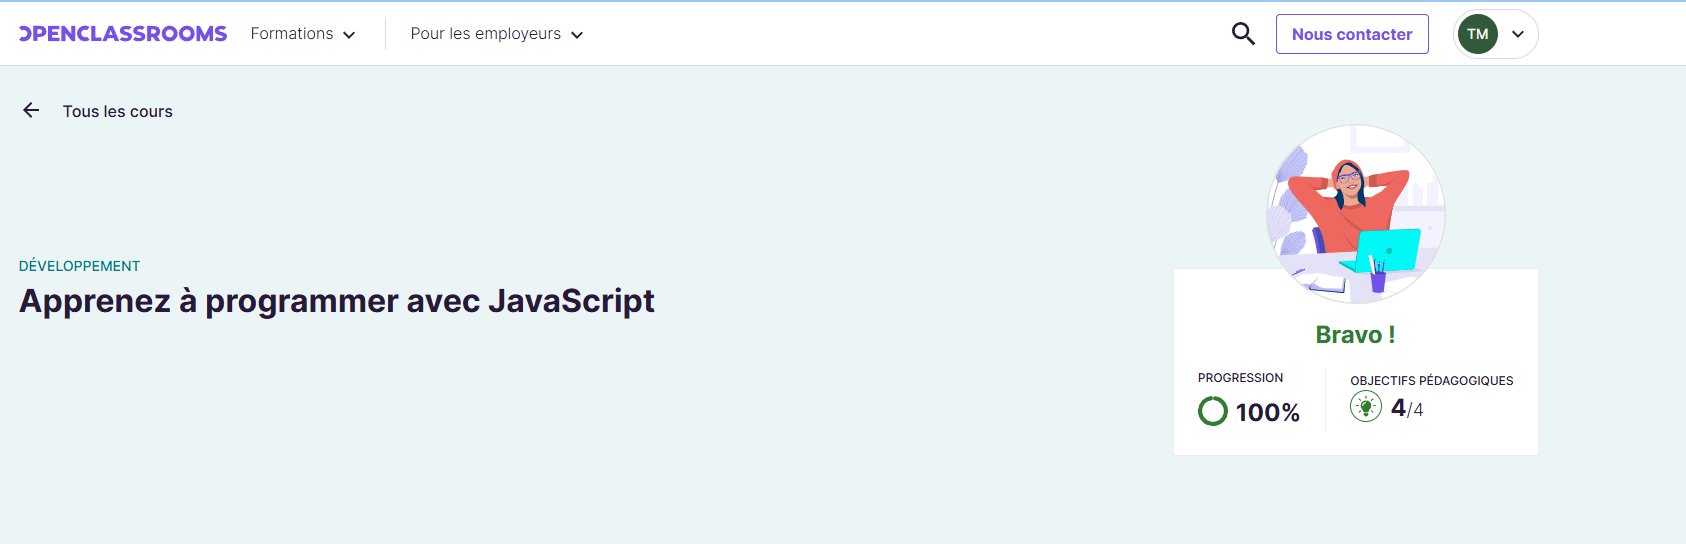 OPENCLASSROOMS Formations Pour les employeurs Nous contacter TM
Tous les cours
DÉVELOPPEMENT
Apprenez à programmer avec JavaScript
Bravo !
PROGRESSION
100%
OBJECTIFS PÉDAGOGIQUES
4/4